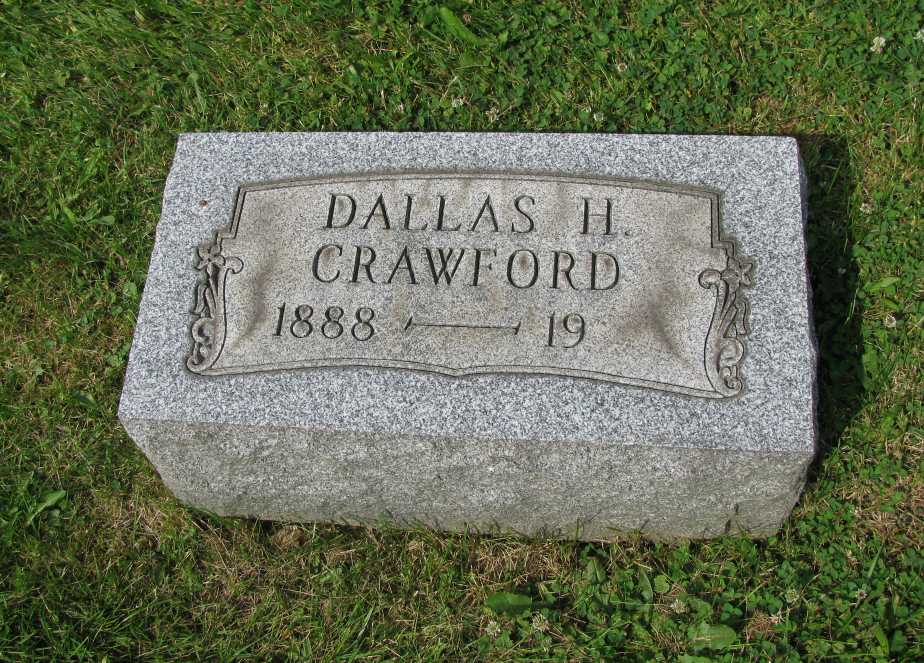 DALLAS H.
CRAWFORD
1888 — 19